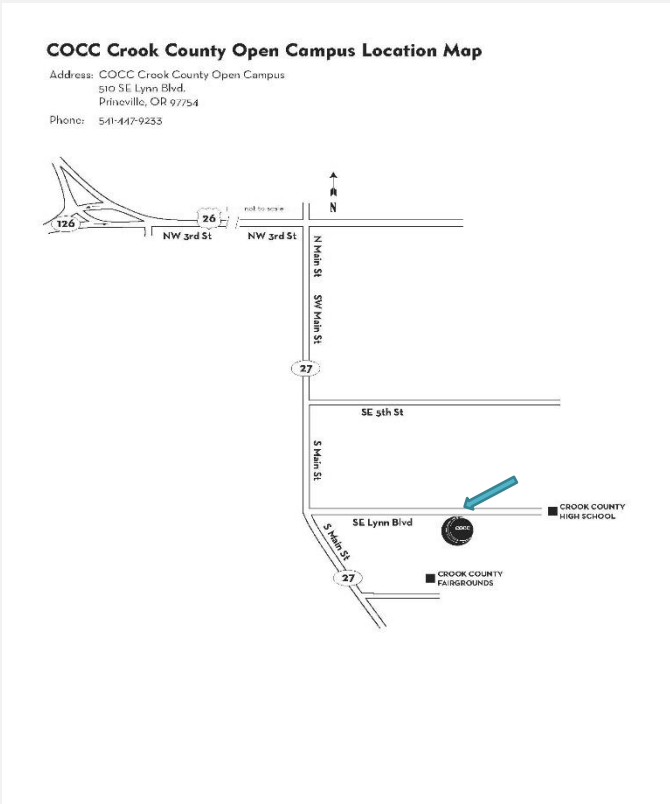 COCC Crook County Open Campus Location Map
Address: COCC Crook County Open Campus
510 SE Lynn Blvd.
Prineville, OR 97754
Phone: 541-447-9233
not to scale
N
26
126
NW 3rd St
NW 3rd St
N Main St
SW Main St
27
SE 5th St
S Main St
CROOK COUNTY
HIGH SCHOOL
SE Lynn Blvd
COCC
S Main St
27
CROOK COUNTY
FAIRGROUNDS